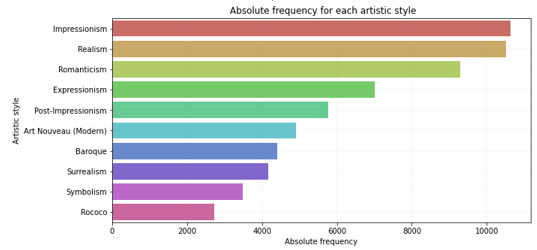 Absolute frequency for each artistic style
Artistic style
Impressionism
Realism
Romanticism
Expressionism
Post-Impressionism
Art Nouveau (Modern)
Baroque
Surrealism
Symbolism
Rococo
0 2000 4000 6000 8000 10000
Absolute frequency